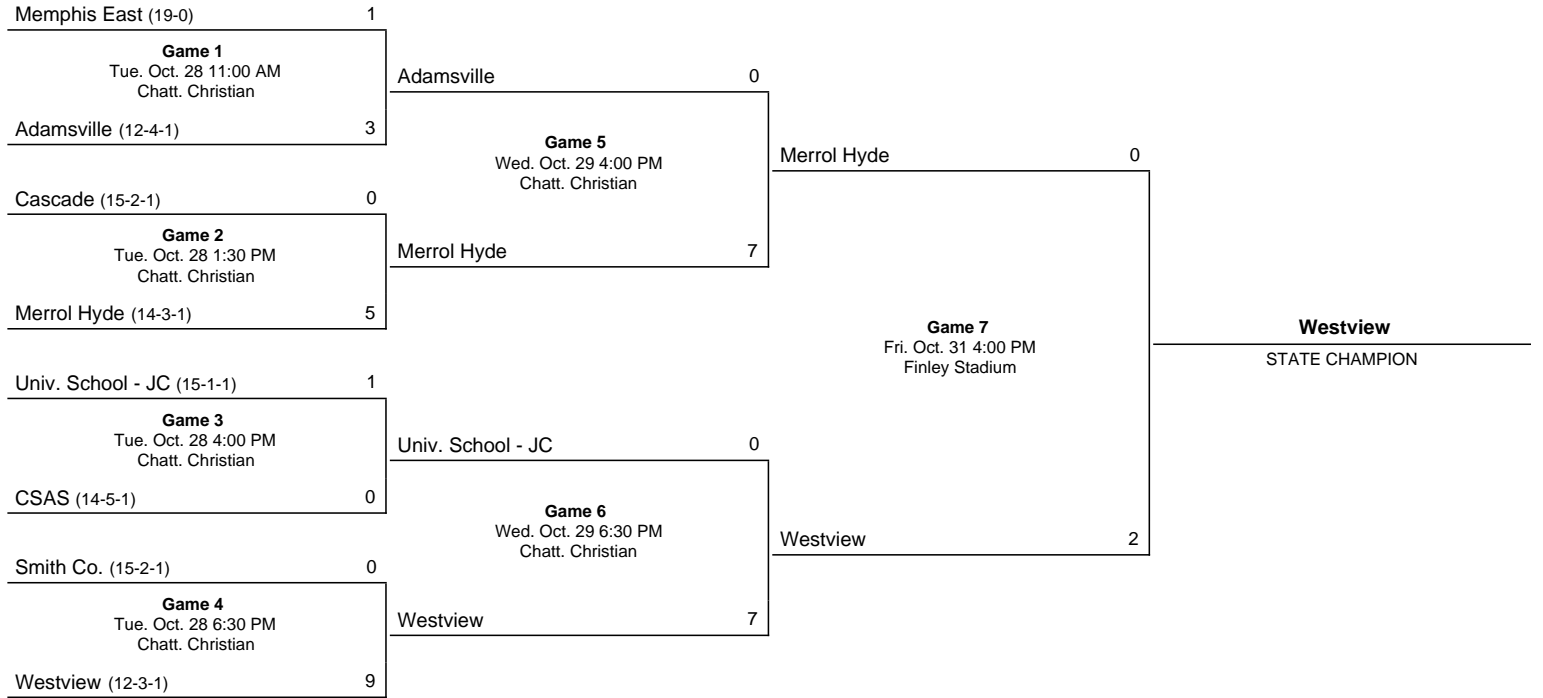 Memphis East (19-0) 1
Game 1
Tue. Oct. 28 11:00 AM
Chatt. Christian
Adamsville (12-4-1) 3
Cascade (15-2-1) 0
Game 2
Tue. Oct. 28 1:30 PM
Chatt. Christian
Merrol Hyde (14-3-1) 5
Univ. School - JC (15-1-1) 1
Game 3
Tue. Oct. 28 4:00 PM
Chatt. Christian
CSAS (14-5-1) 0
Smith Co. (15-2-1) 0
Game 4
Tue. Oct. 28 6:30 PM
Chatt. Christian
Westview (12-3-1) 9
Adamsville 0
Game 5
Wed. Oct. 29 4:00 PM
Chatt. Christian
Merrol Hyde 7
Univ. School - JC 0
Game 6
Wed. Oct. 29 6:30 PM
Chatt. Christian
Westview 7
Merrol Hyde 0
Game 7
Fri. Oct. 31 4:00 PM
Finley Stadium
Westview 2
Westview
STATE CHAMPION